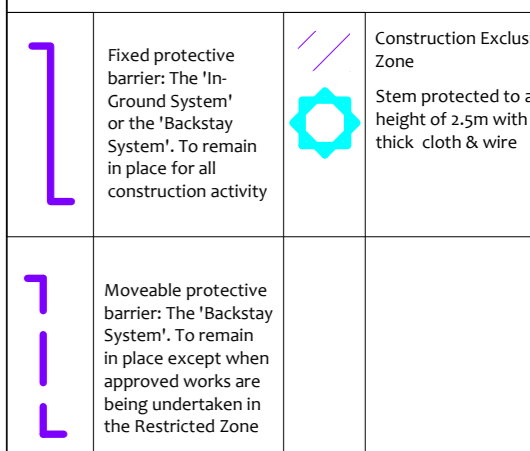 Fixed protective
barrier: The 'In-
Ground System'
or the 'Backstay
System'. To remain
in place for all
construction activity
Construction
Zone
Stem protected to a
height of 2.5m with
thick cloth & wire
Moveable protective
barrier: The 'Backstay
System'. To remain
in place except when
approved works are
being undertaken in
the Restricted Zone